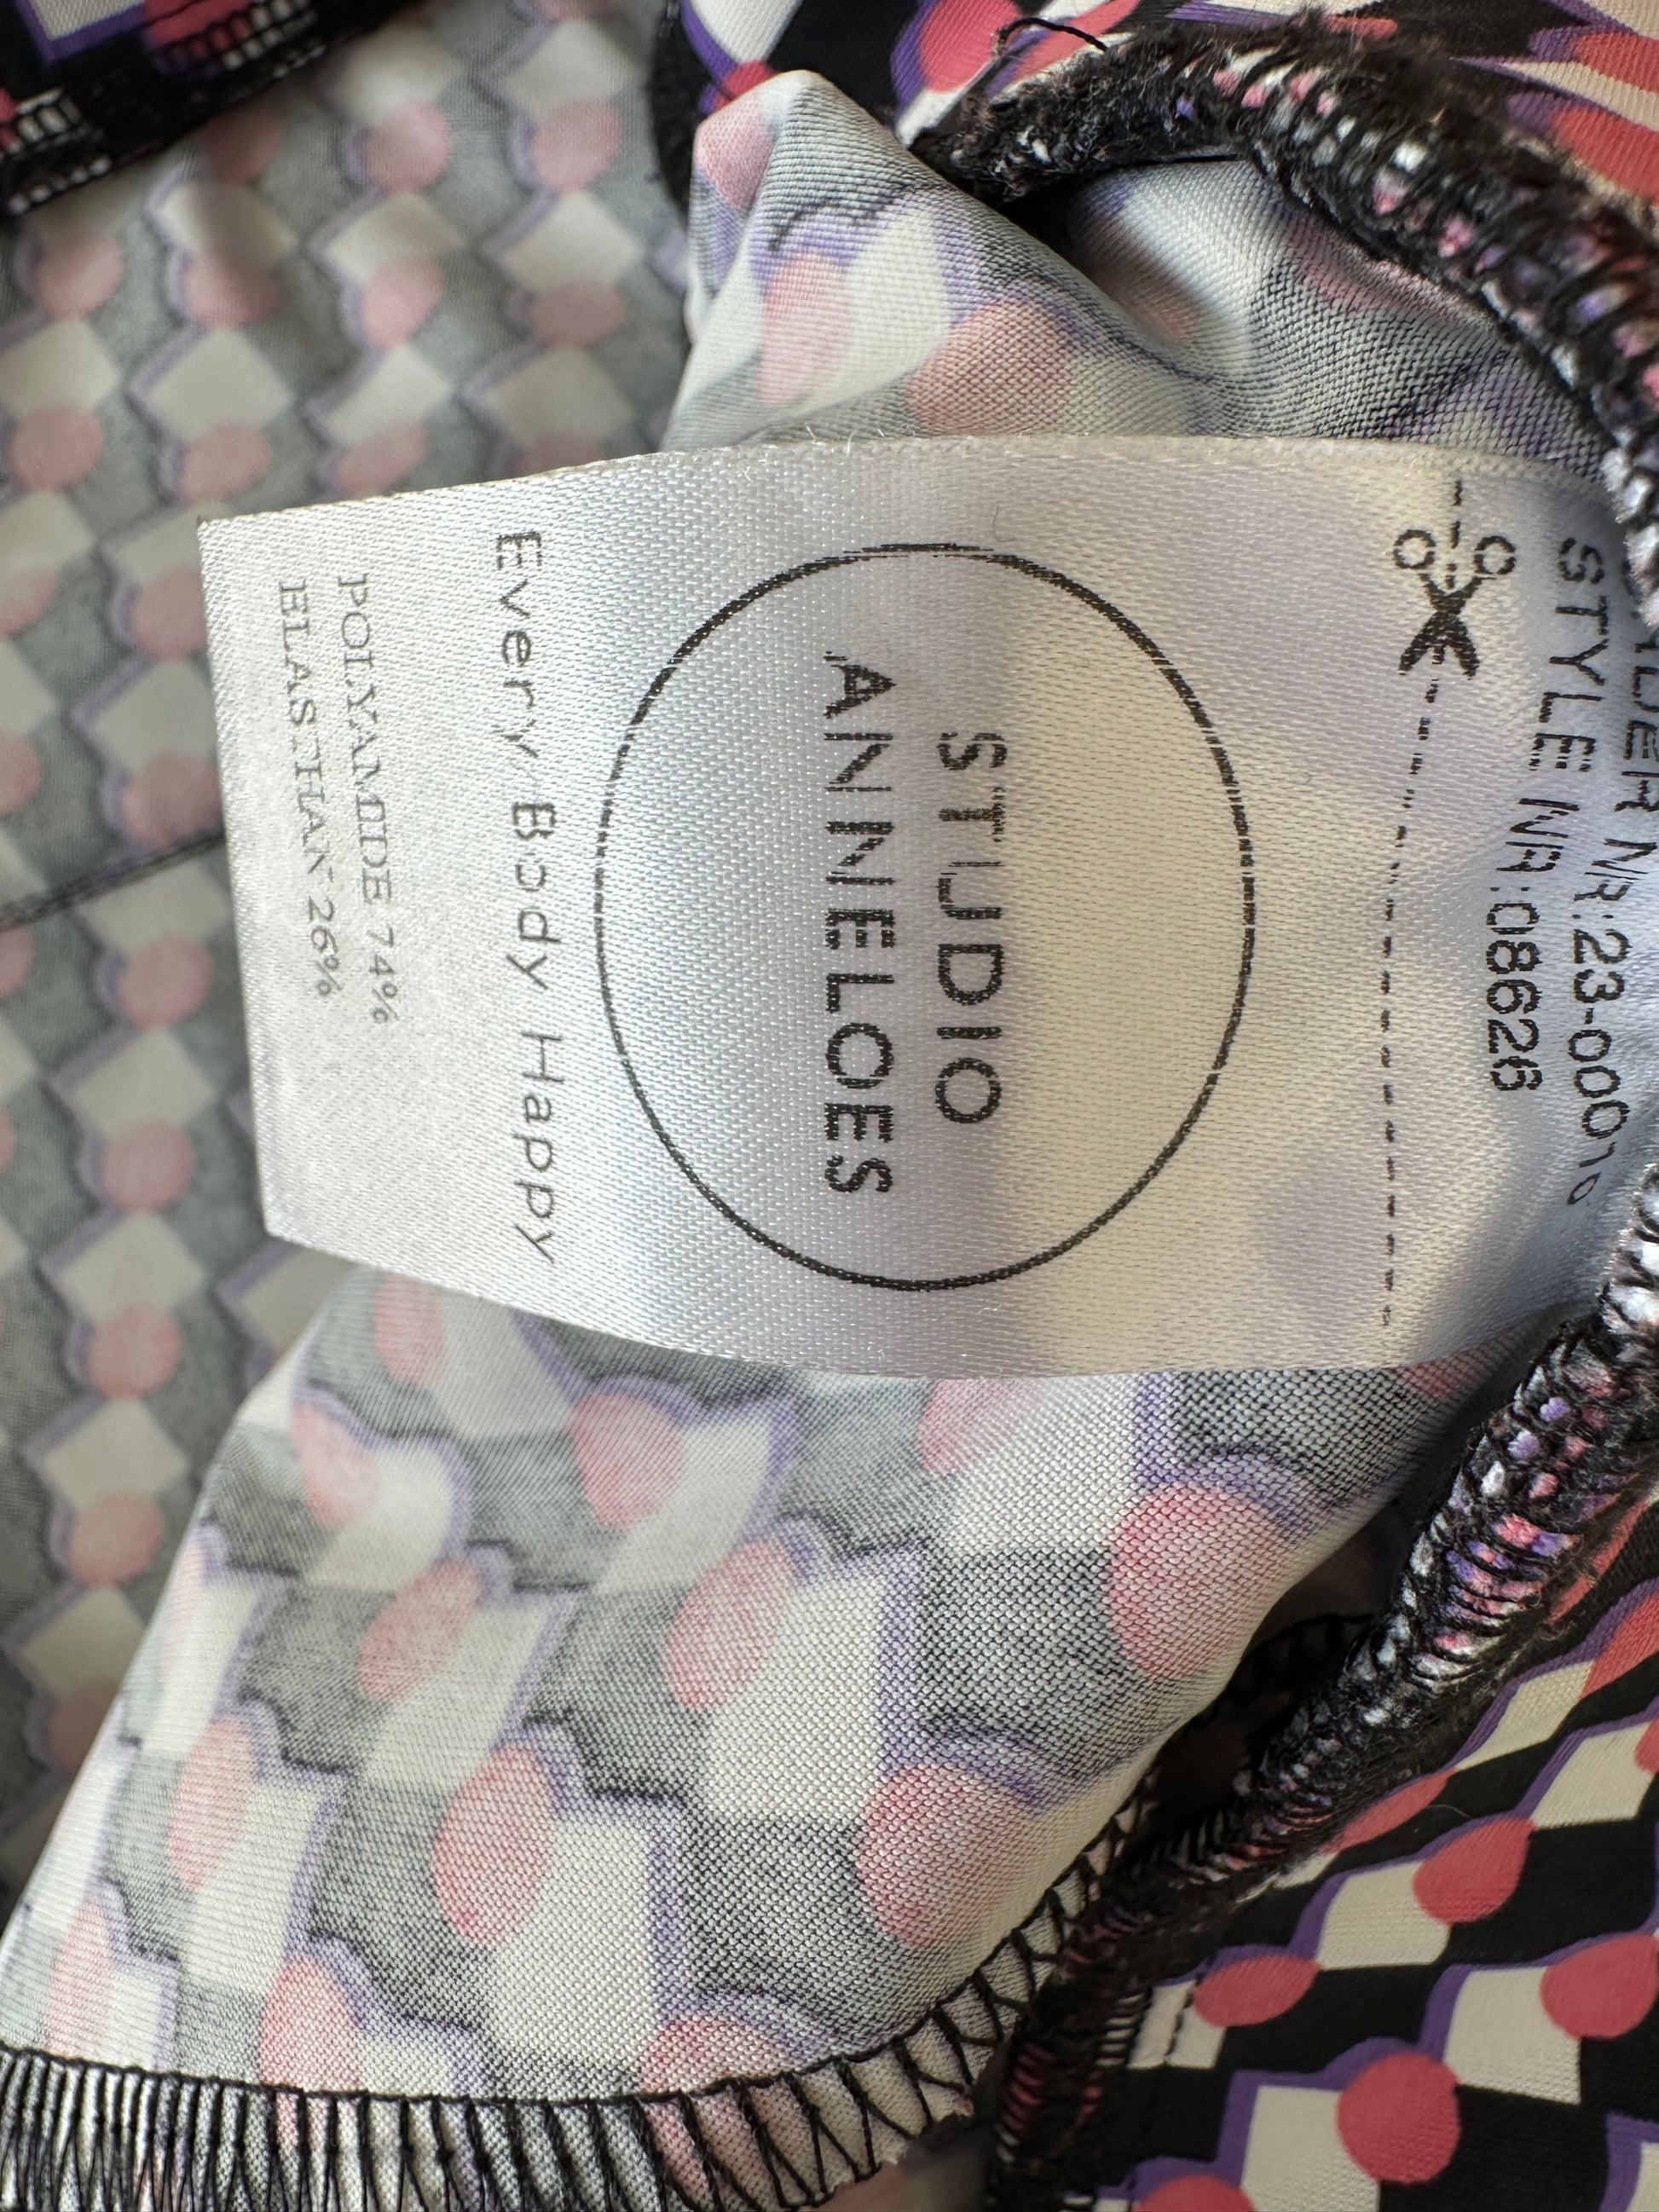 STYLE NR:08626
STUDIO
ANNELOES
Every Body Happy
POLYAMIDE 74%
ELASTHAN 26%